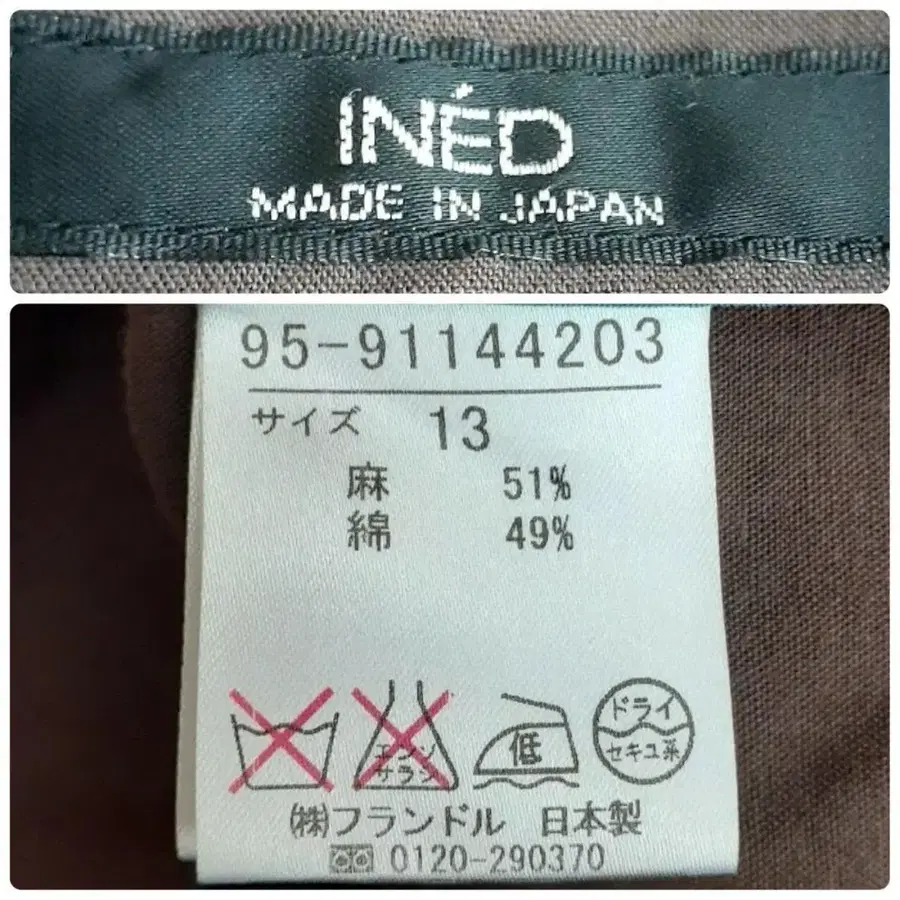 INÉD
MADE IN JAPAN
95-91144203
サイズ 13
麻 51%
綿 49%
エンソ
サラシ
低
ドライ
セキユ系
㈱フランドル 日本製
0120-290370